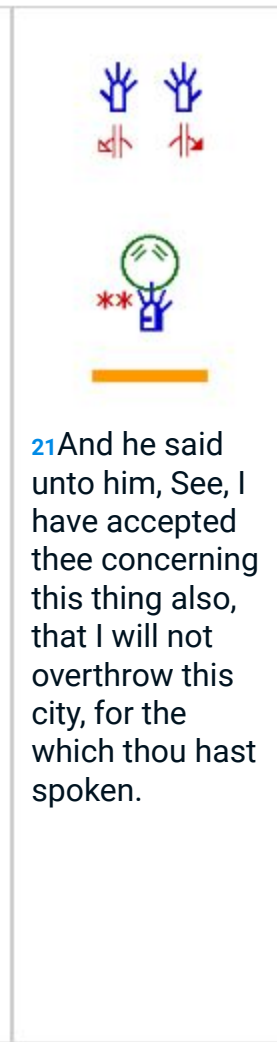 21And he said
unto him, See, I
have accepted
thee concerning
this thing also,
that I will not
overthrow this
city, for the
which thou hast
spoken.